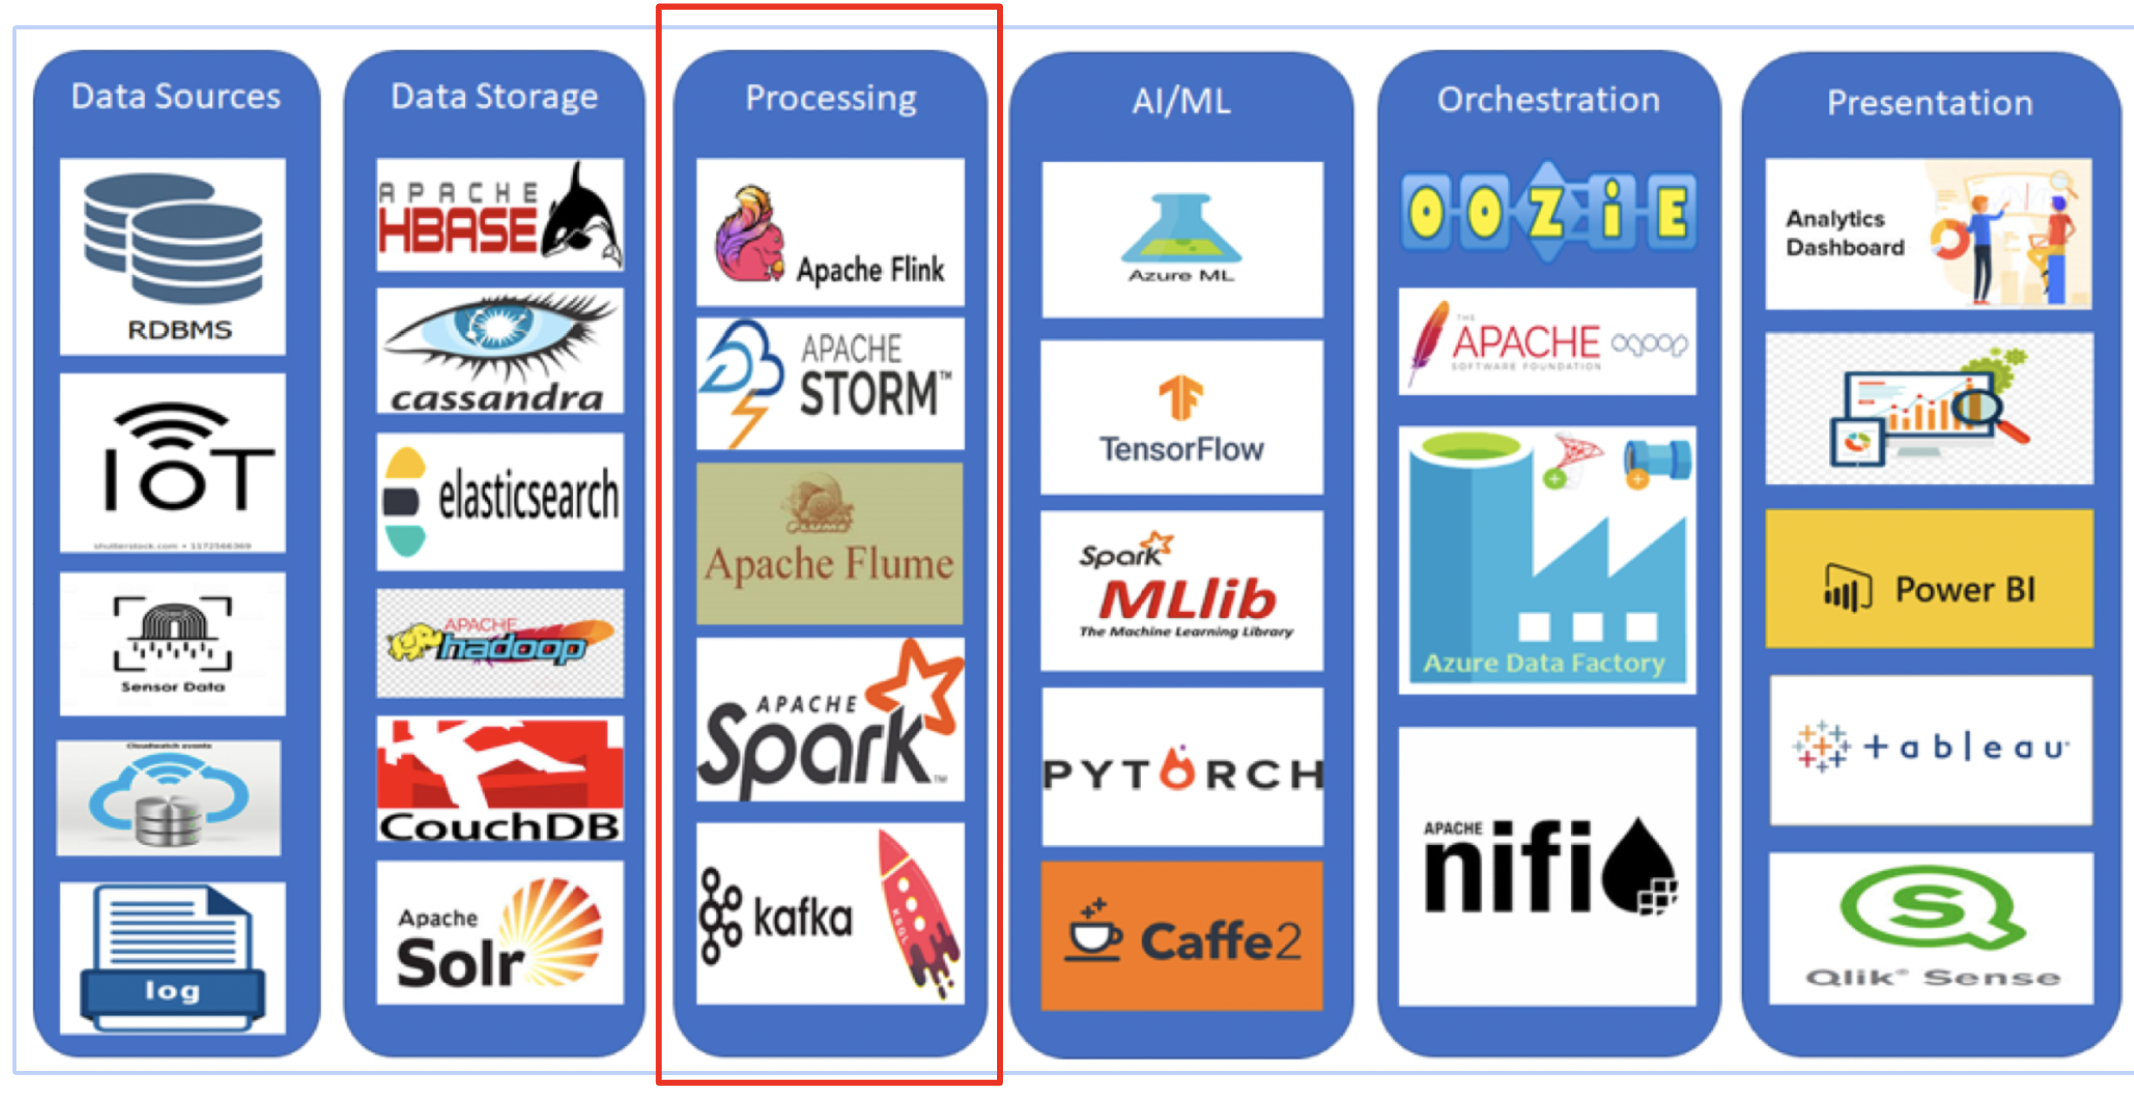 Data Sources
RDBMS
IoT
shutterstock.com • 1172566369
Sensor Data
Cloudwatch events
log
Data Storage
APACHE
HBASE
cassandra
elasticsearch
APACHE
hadoop
CouchDB
Apache
Solr
Processing
Apache Flink
APACHE
STORM™
FLUME
Apache Flume
APACHE
Spark™
kafka
KSQL
AI/ML
Azure ML
TensorFlow
Spark
MLlib
The Machine Learning Library
PYTORCH
Caffe2
Orchestration
OOZiE
THE
APACHE sqoop
SOFTWARE FOUNDATION
Azure Data Factory
APACHE
nifi
Presentation
Analytics
Dashboard
Power BI
+ableau
Qlik® Sense